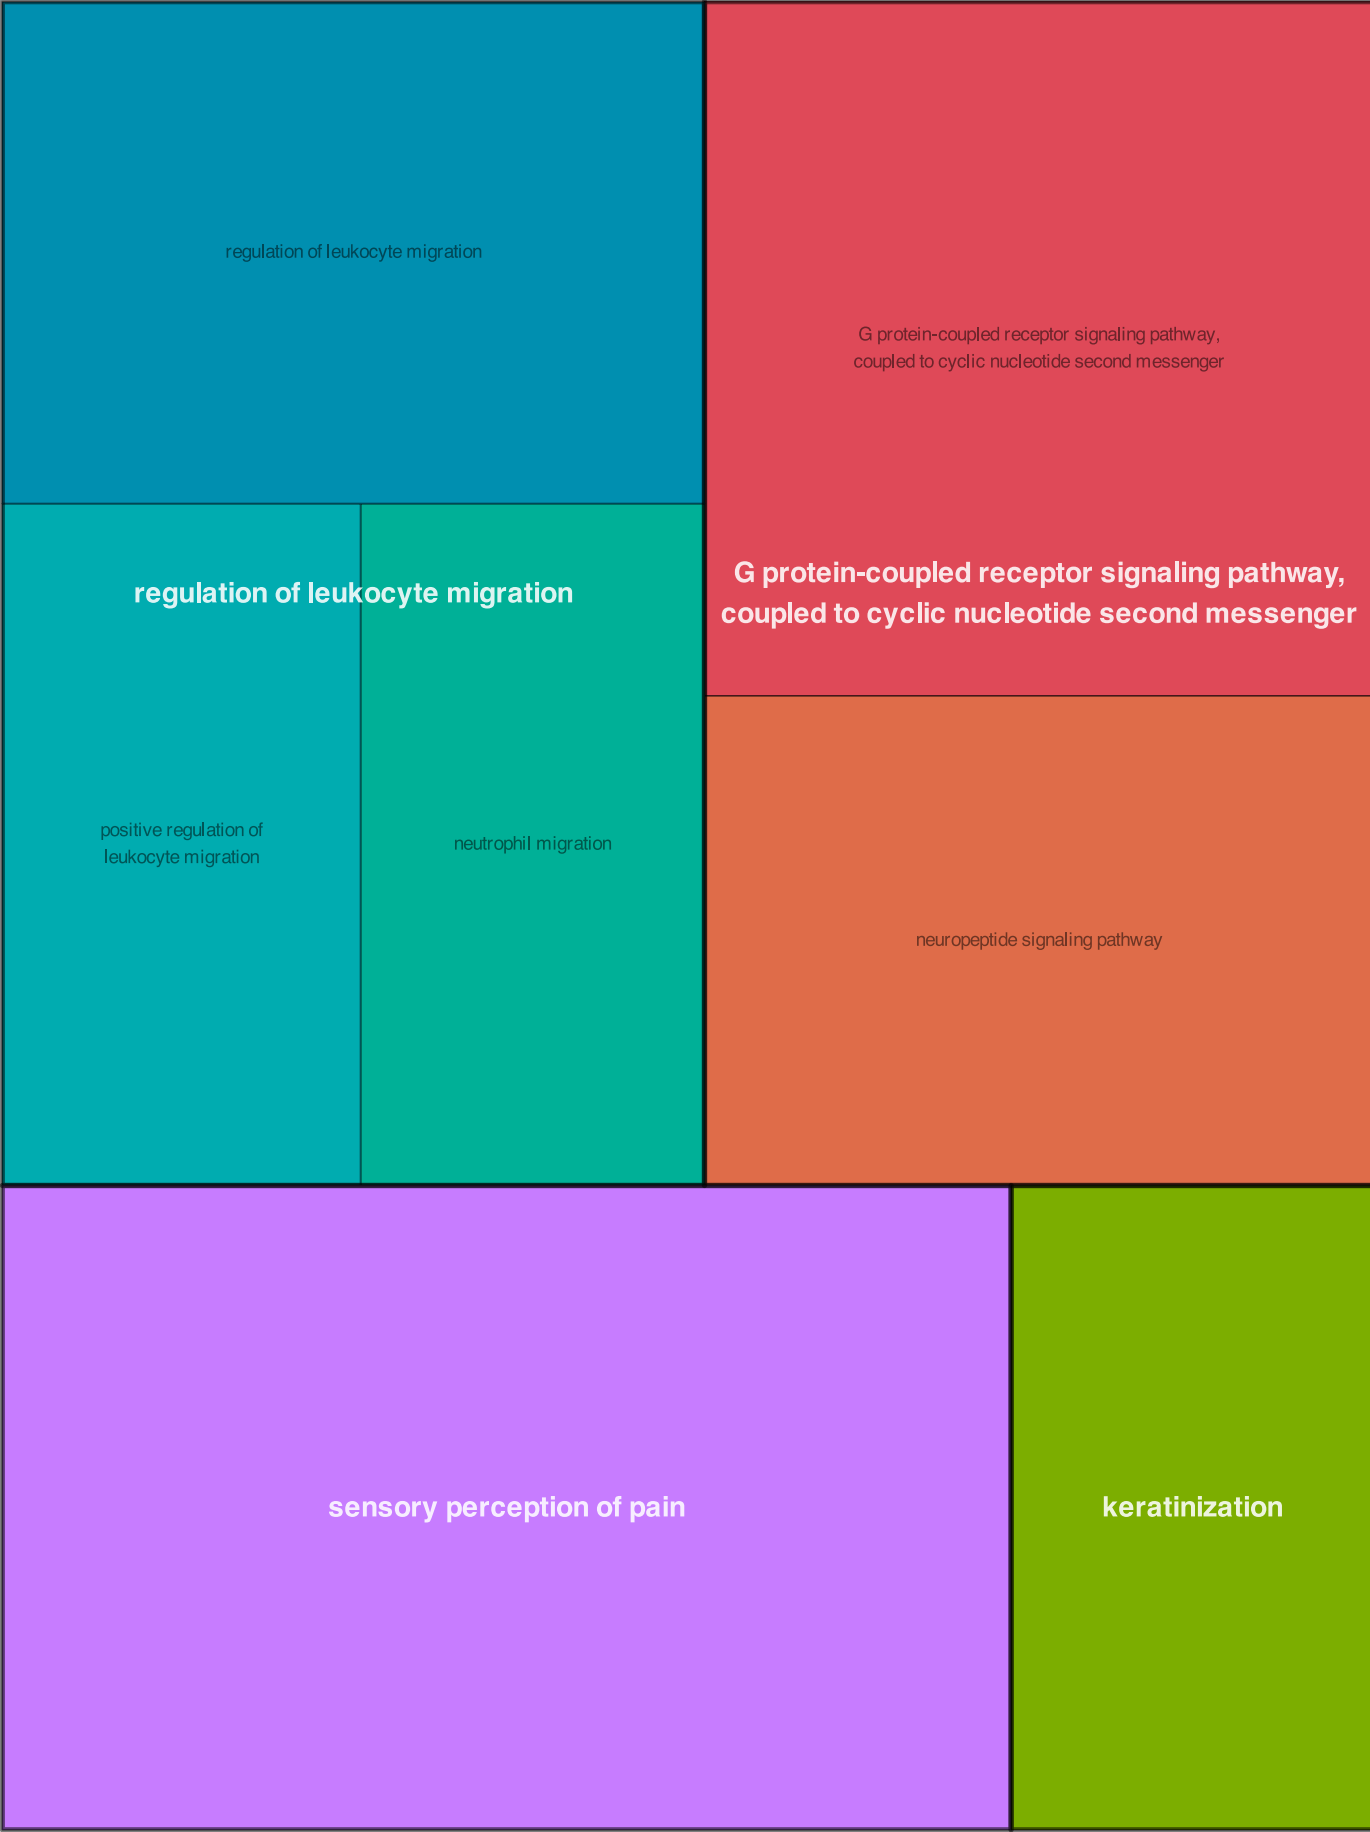 regulation of leukocyte migration
G protein-coupled receptor signaling pathway,
coupled to cyclic nucleotide second messenger
regulation of leukocyte migration
G protein-coupled receptor signaling pathway,
coupled to cyclic nucleotide second messenger
positive regulation of
leukocyte migration
neutrophil migration
neuropeptide signaling pathway
sensory perception of pain
keratinization